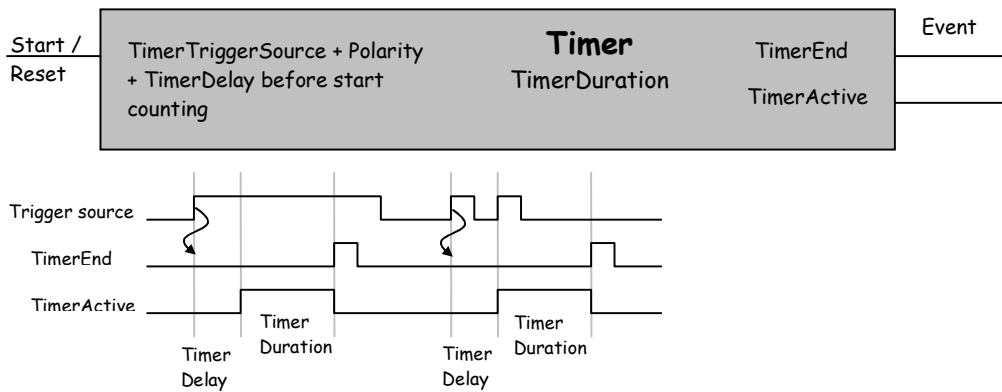 Start /
Reset
TimerTriggerSource + Polarity
+ TimerDelay before start
counting
Timer
TimerDuration
TimerEnd
TimerActive
Event
Trigger source
TimerEnd
TimerActive
Timer
Duration
Timer
Duration
Timer
Delay
Timer
Delay